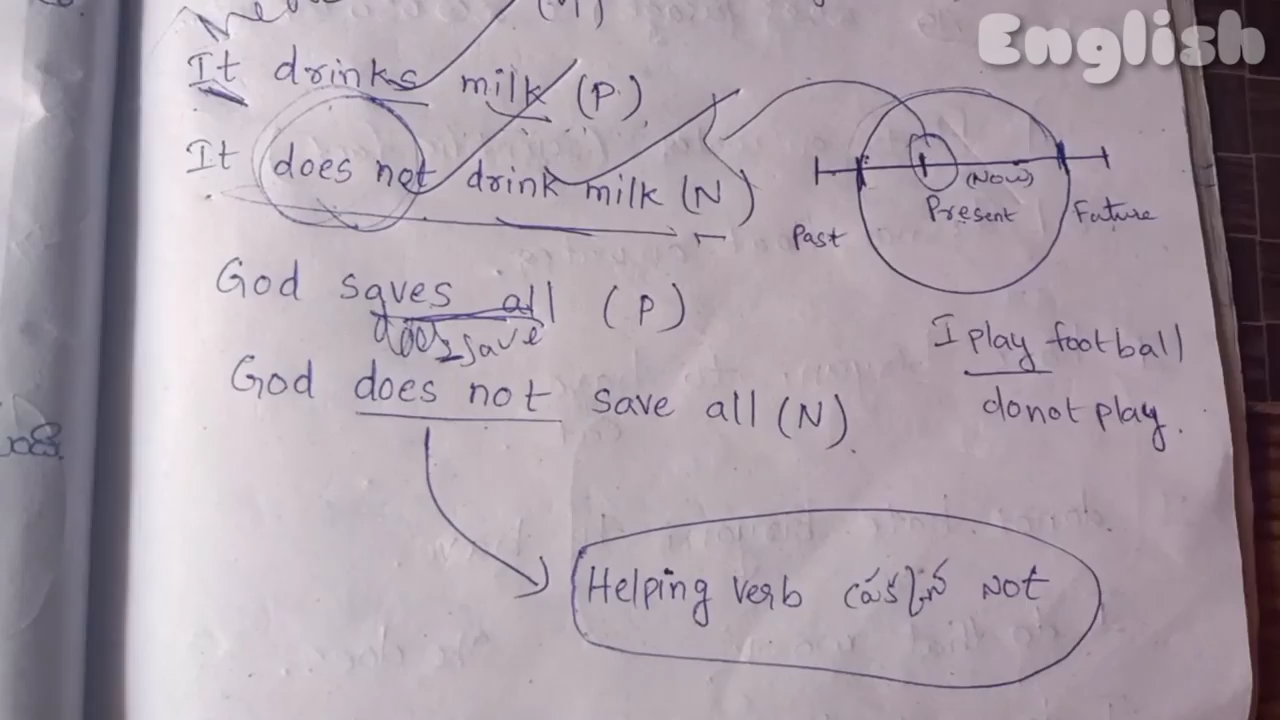 English
It drinks milk (P)
It does not drink milk (N)
(Now)
Present
Past
Future
God saves all (P)
does save
God does not save all (N)
I play football
donot play.
Helping verb NOT